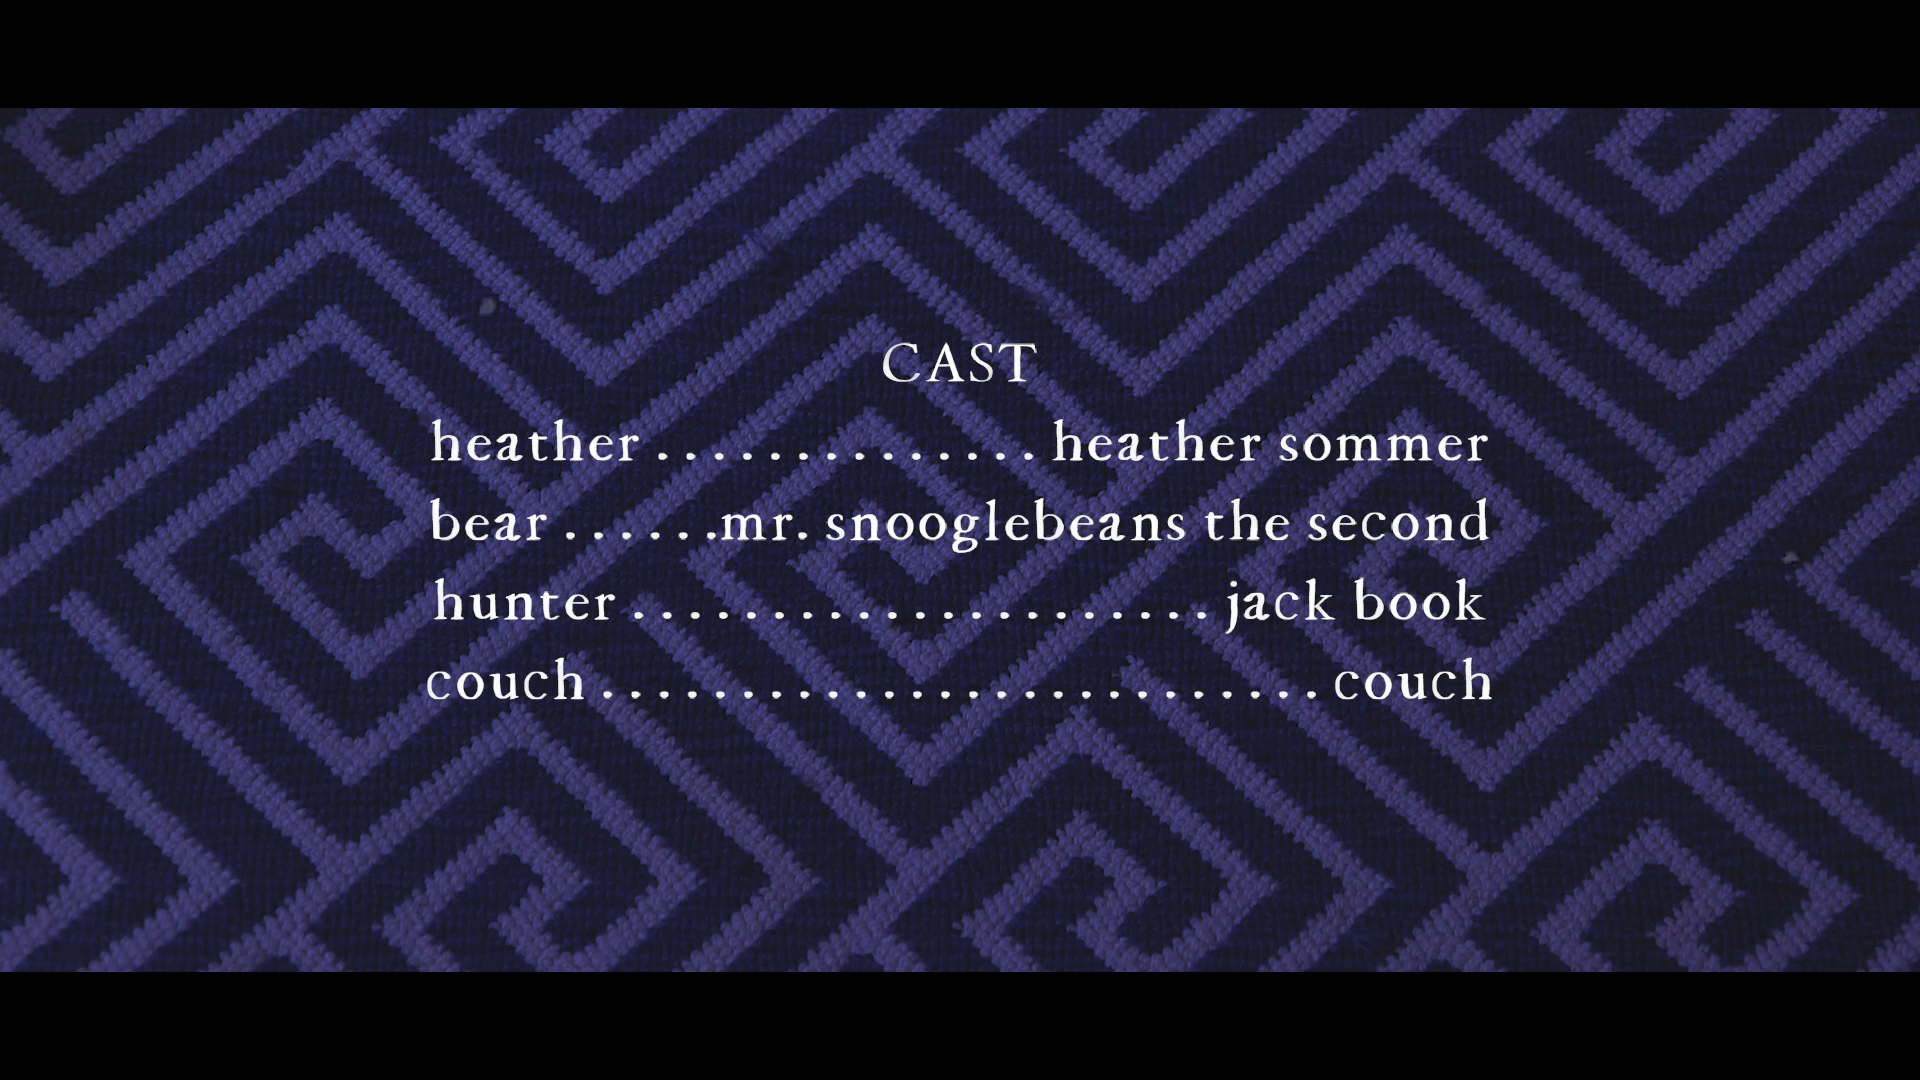 CAST
heather . . . . . . . . . . . . . . heather sommer
bear . . . . . .mr. snooglebeans the second
hunter . . . . . . . . . . . . . . . . . . . . . jack book
couch . . . . . . . . . . . . . . . . . . . . . . . . . . couch